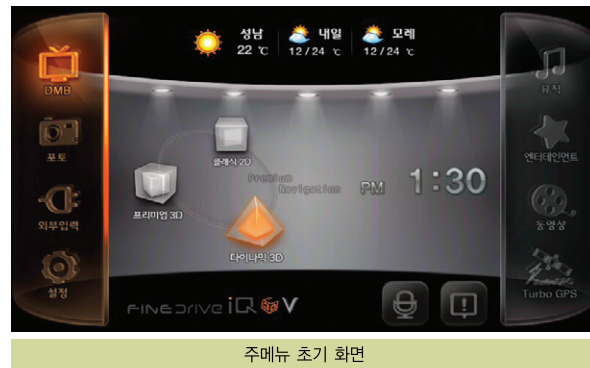 성남 내일 모레
22 ℃ 12/24 ℃ 12/24 ℃
DMB
포토
외부입력
설정
클래식 2D
Premium
Navigation
프리미엄 3D
다이나믹 3D
PM 1:30
뮤직
엔터테인먼트
동영상
Turbo GPS
FINEDRIVE iQ 3D V
주메뉴 초기 화면